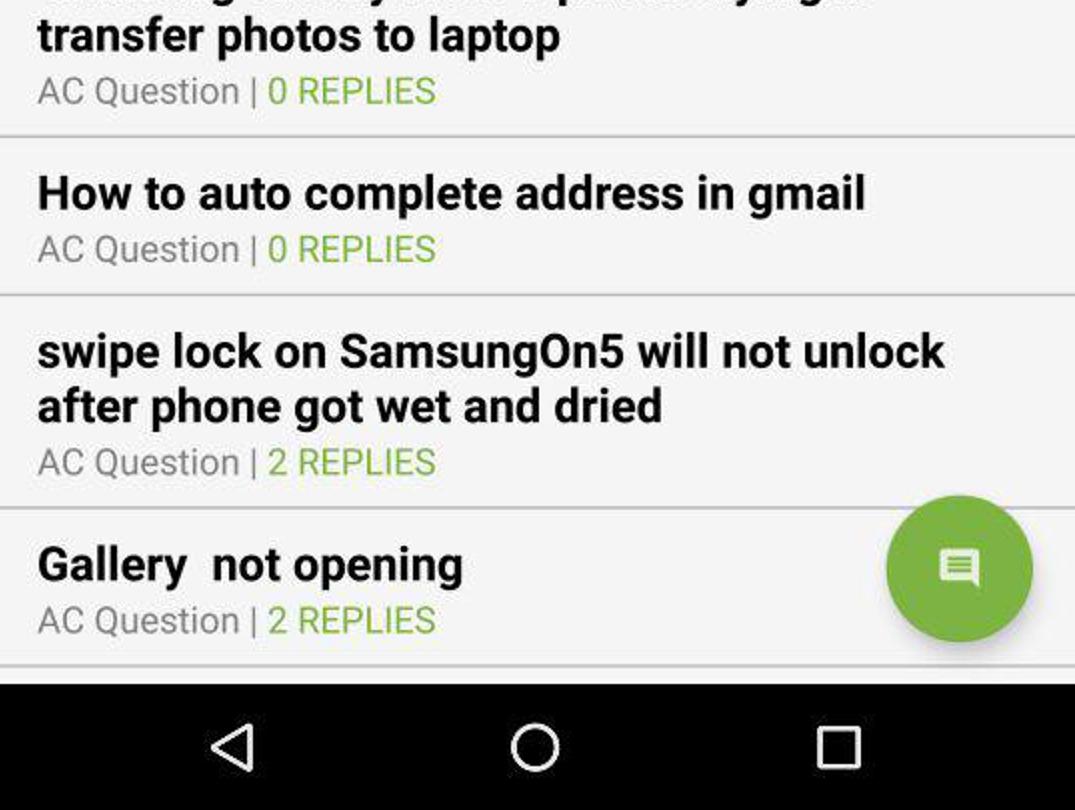 transfer photos to laptop
AC Question | 0 REPLIES
How to auto complete address in gmail
AC Question | 0 REPLIES
swipe lock on SamsungOn5 will not unlock
after phone got wet and dried
AC Question | 2 REPLIES
Gallery  not opening
AC Question | 2 REPLIES